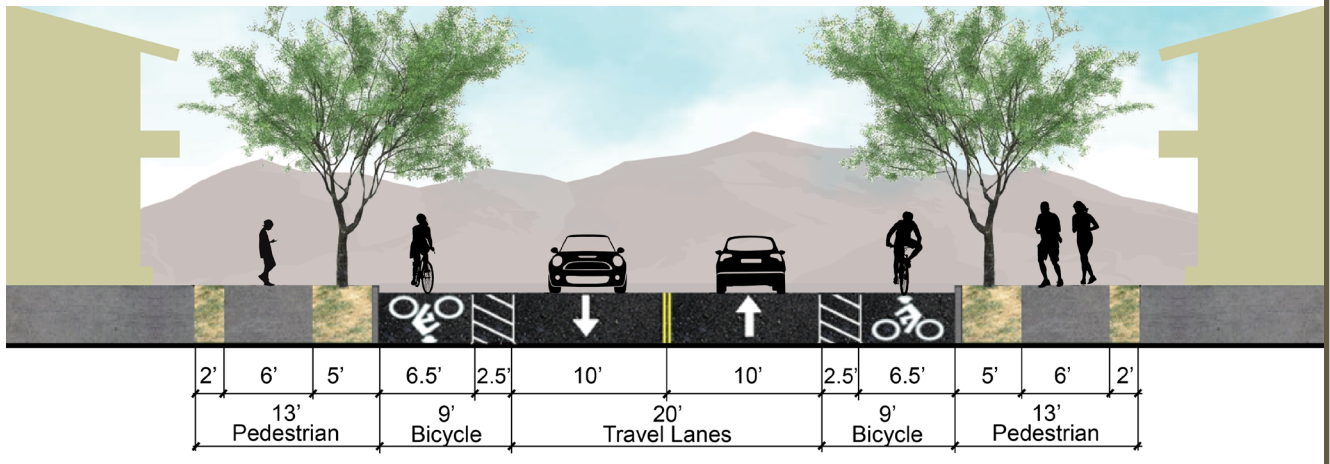 2’ 6’ 5’ 6.5’ 2.5’ 10’ 10’ 2.5’ 6.5’ 5’ 6’ 2’
13’ 9’ 20’ 9’ 13’
Pedestrian Bicycle Travel Lanes Bicycle Pedestrian